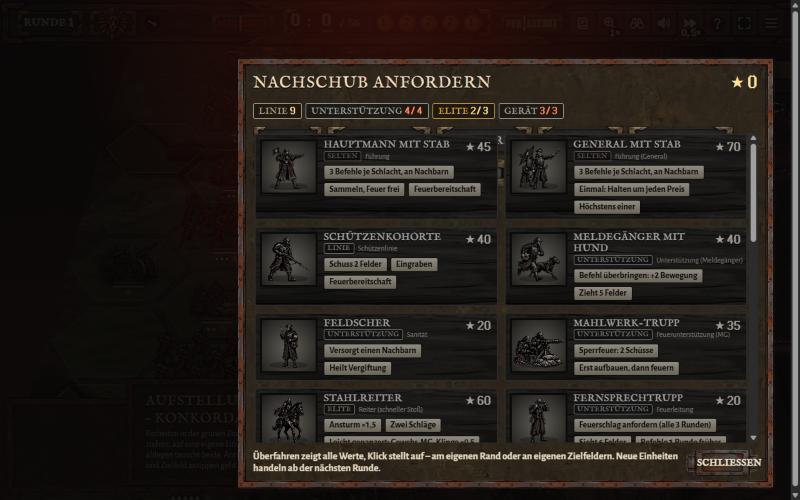 RUNDE 1
0 : 0
1×
0,5×
?
NACHSCHUB ANFORDERN
★ 0
LINIE 9
UNTERSTÜTZUNG 4/4
ELITE 2/3
GERÄT 3/3
HAUPTMANN MIT STAB
★ 45
SELTEN Führung
3 Befehle je Schlacht, an Nachbarn
Sammeln, Feuer frei
Feuerbereitschaft
GENERAL MIT STAB
★ 70
SELTEN Führung (General)
3 Befehle je Schlacht, an Nachbarn
Einmal: Halten um jeden Preis
Höchstens einer
SCHÜTZENKOHORTE
★ 40
LINIE Schützenlinie
Schuss 2 Felder
Eingraben
Feuerbereitschaft
MELDEGÄNGER MIT HUND
★ 40
UNTERSTÜTZUNG Unterstützung (Meldegänger)
Befehl überbringen: +2 Bewegung
Zieht 5 Felder
FELDSCHER
★ 20
UNTERSTÜTZUNG Sanität
Versorgt einen Nachbarn
Heilt Vergiftung
MAHLWERK-TRUPP
★ 35
UNTERSTÜTZUNG Feuerunterstützung (MG)
Sperrfeuer: 2 Schüsse
Erst aufbauen, dann feuern
STAHLREITER
★ 60
ELITE Reiter (schneller Stoß)
Ansturm ×1,5
Zwei Schläge
FERNSPRECHTRUPP
★ 20
UNTERSTÜTZUNG Feuerleitung
Feuerschlag anfordern (alle 3 Runden)
Überfahren zeigt alle Werte, Klick stellt auf – am eigenen Rand oder an eigenen Zielfeldern. Neue Einheiten
handeln ab der nächsten Runde.
SCHLIESSEN